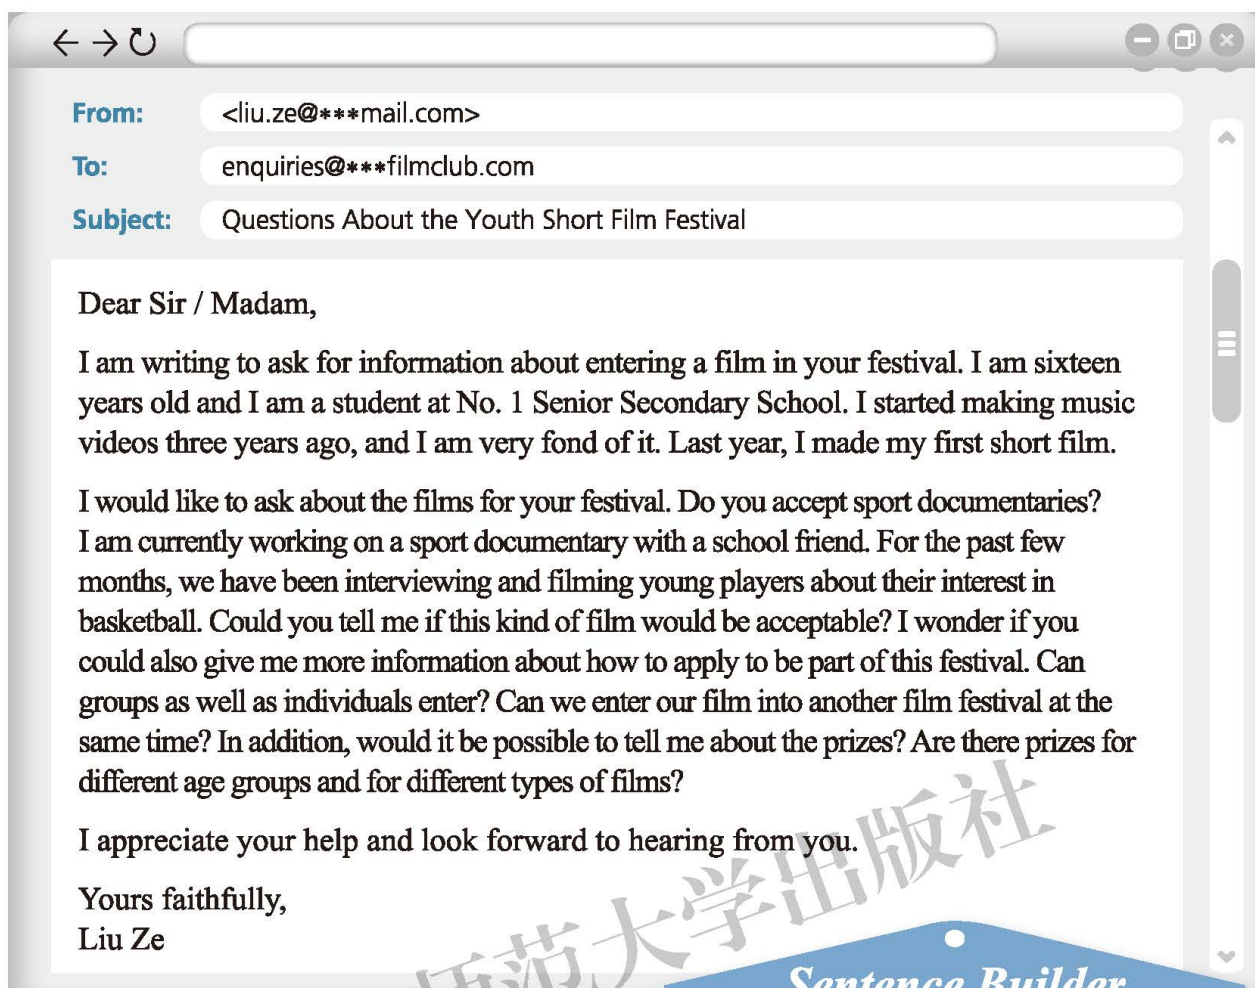 From: <liu.ze@***mail.com>
To: enquiries@***filmclub.com
Subject: Questions About the Youth Short Film Festival
Dear Sir / Madam,
I am writing to ask for information about entering a film in your festival. I am sixteen
years old and I am a student at No. 1 Senior Secondary School. I started making music
videos three years ago, and I am very fond of it. Last year, I made my first short film.
I would like to ask about the films for your festival. Do you accept sport documentaries?
I am currently working on a sport documentary with a school friend. For the past few
months, we have been interviewing and filming young players about their interest in
basketball. Could you tell me if this kind of film would be acceptable? I wonder if you
could also give me more information about how to apply to be part of this festival. Can
groups as well as individuals enter? Can we enter our film into another film festival at the
same time? In addition, would it be possible to tell me about the prizes? Are there prizes for
different age groups and for different types of films?
I appreciate your help and look forward to hearing from you.
Yours faithfully,
Liu Ze
师范大学出版社
Sentence Builder